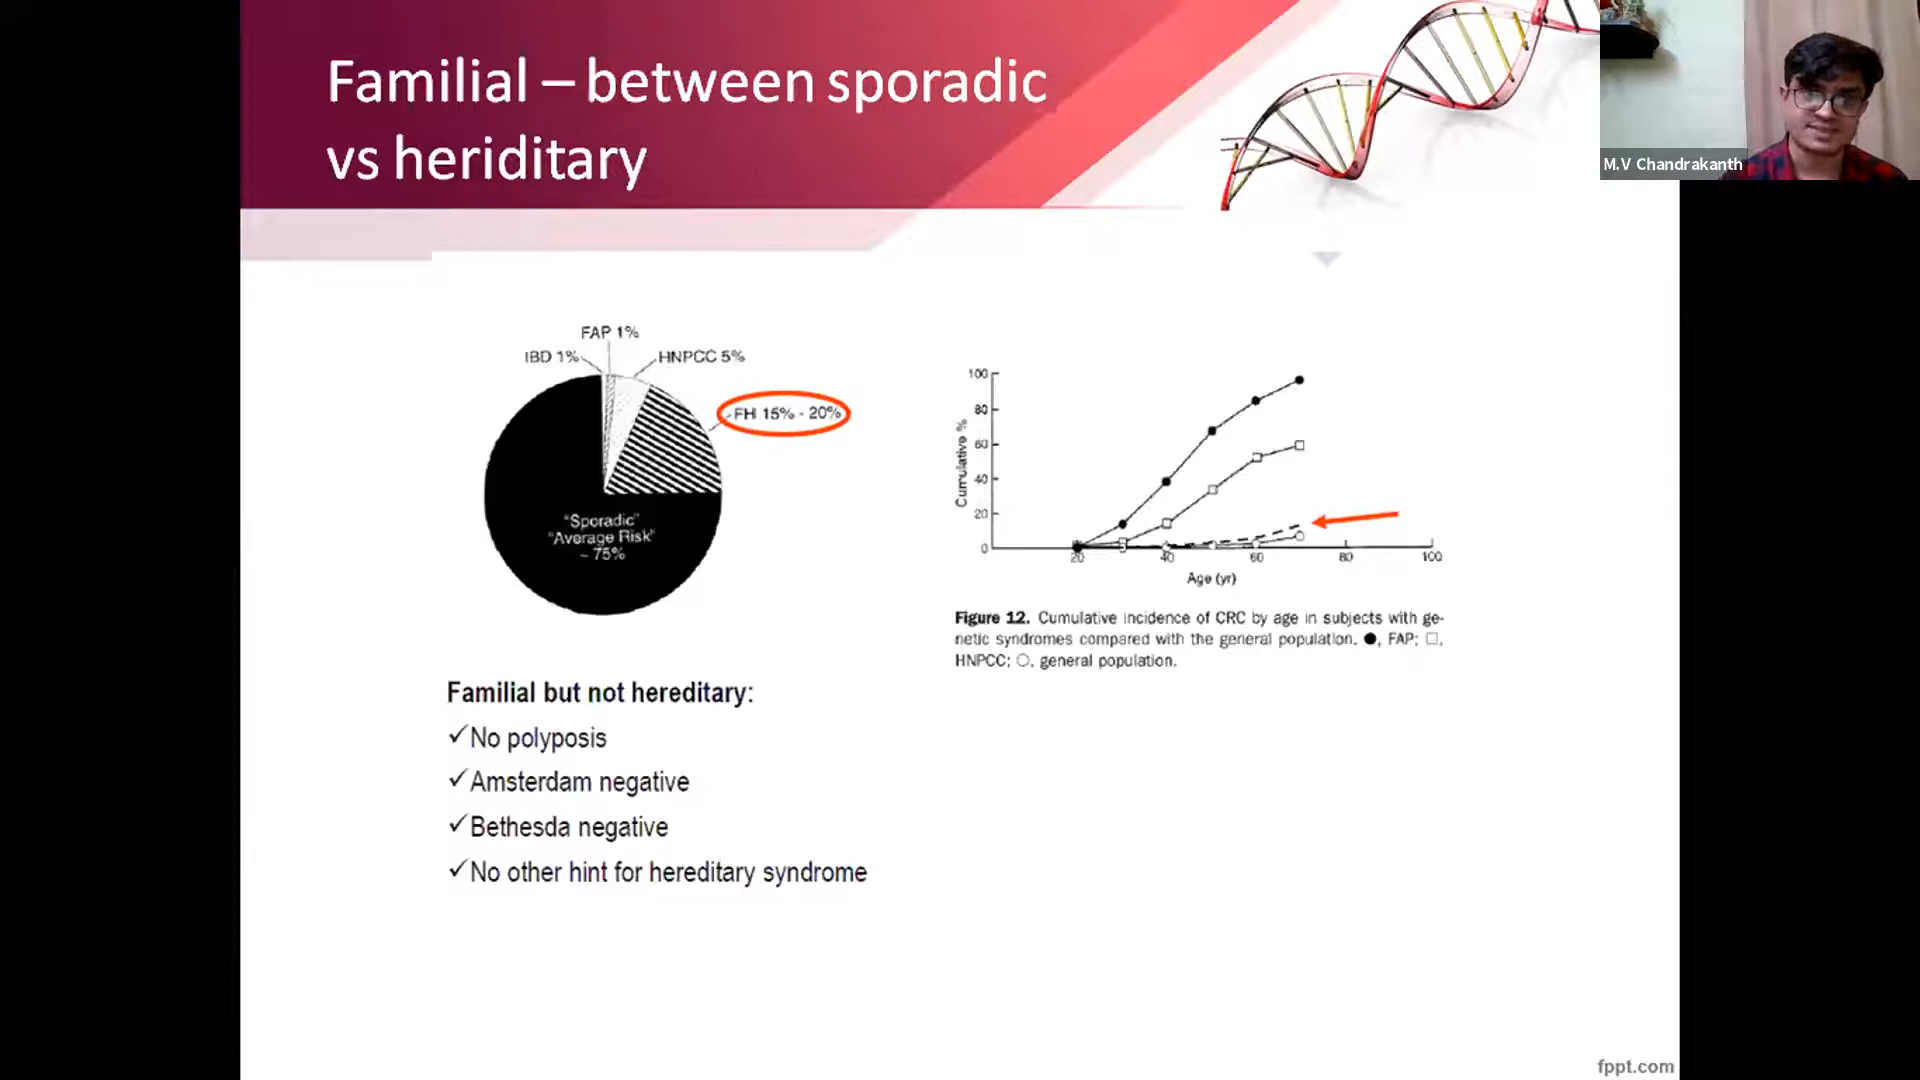 Familial – between sporadic
vs heriditary
M.V Chandrakanth
FAP 1%
IBD 1%
HNPCC 5%
FH 15% - 20%
"Sporadic"
"Average Risk"
~ 75%
100
80
60
40
20
0
Cumulative %
20
40
60
80
100
Age (yr)
Figure 12. Cumulative incidence of CRC by age in subjects with ge-
netic syndromes compared with the general population. ●, FAP; □,
HNPCC; ○, general population.
Familial but not hereditary:
✓No polyposis
✓Amsterdam negative
✓Bethesda negative
✓No other hint for hereditary syndrome
fppt.com